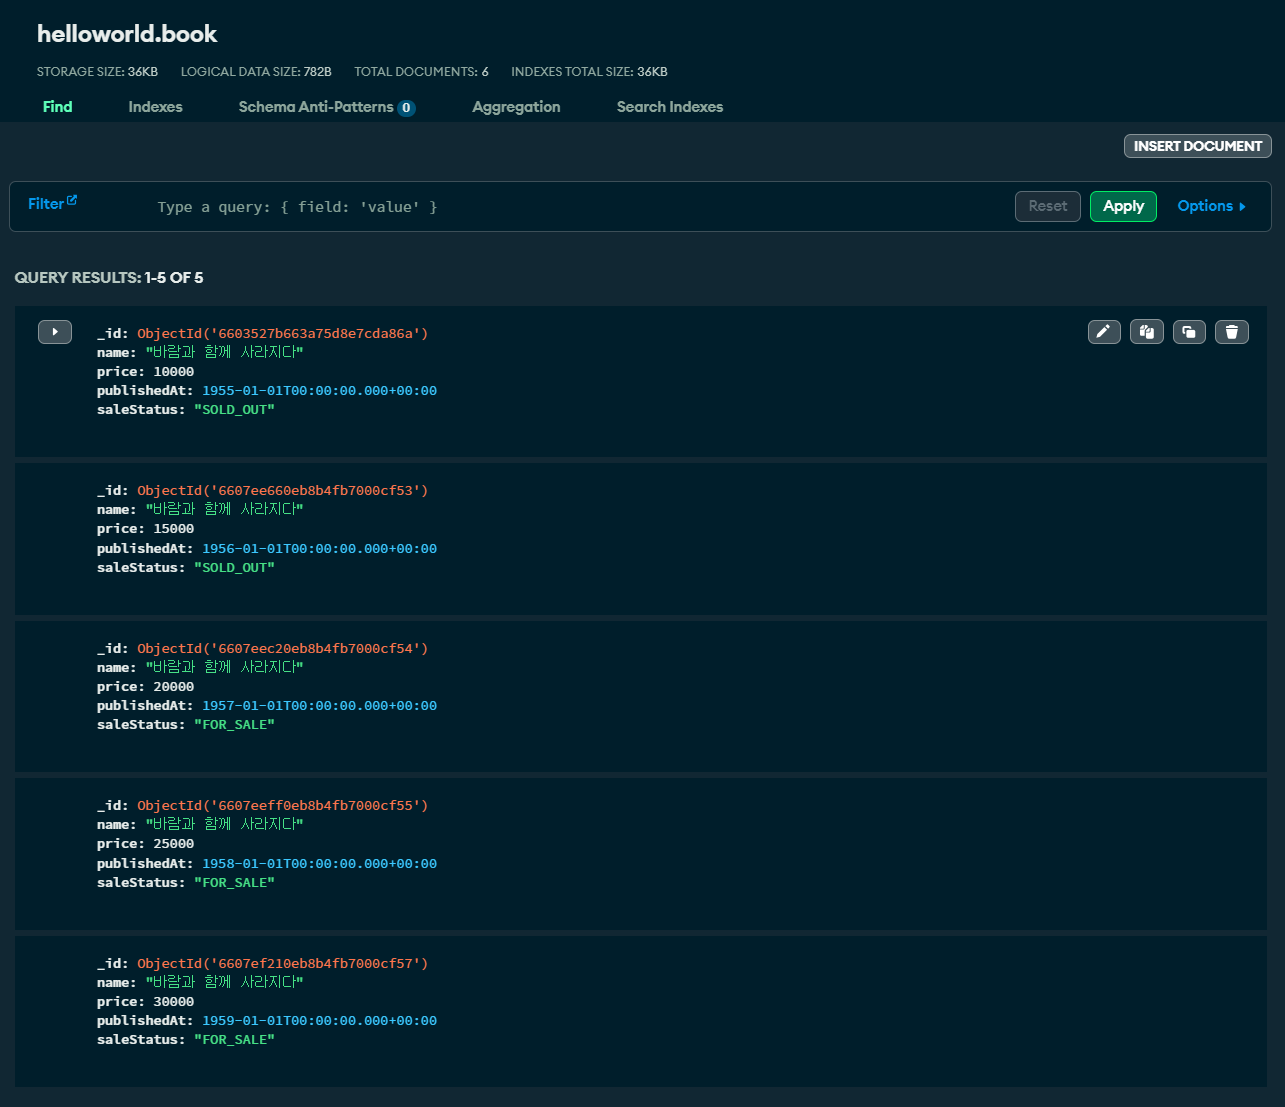 helloworld.book
STORAGE SIZE: 36KB LOGICAL DATA SIZE: 782B TOTAL DOCUMENTS: 6 INDEXES TOTAL SIZE: 36KB
Find Indexes Schema Anti-Patterns 0 Aggregation Search Indexes
INSERT DOCUMENT
Filter Type a query: { field: 'value' } Reset Apply Options
QUERY RESULTS: 1-5 OF 5
_id: ObjectId('6603527b663a75d8e7cda86a')
name: "바람과 함께 사라지다"
price: 10000
publishedAt: 1955-01-01T00:00:00.000+00:00
saleStatus: "SOLD_OUT"
_id: ObjectId('6607ee660eb8b4fb7000cf53')
name: "바람과 함께 사라지다"
price: 15000
publishedAt: 1956-01-01T00:00:00.000+00:00
saleStatus: "SOLD_OUT"
_id: ObjectId('6607eec20eb8b4fb7000cf54')
name: "바람과 함께 사라지다"
price: 20000
publishedAt: 1957-01-01T00:00:00.000+00:00
saleStatus: "FOR_SALE"
_id: ObjectId('6607eeff0eb8b4fb7000cf55')
name: "바람과 함께 사라지다"
price: 25000
publishedAt: 1958-01-01T00:00:00.000+00:00
saleStatus: "FOR_SALE"
_id: ObjectId('6607ef210eb8b4fb7000cf57')
name: "바람과 함께 사라지다"
price: 30000
publishedAt: 1959-01-01T00:00:00.000+00:00
saleStatus: "FOR_SALE"